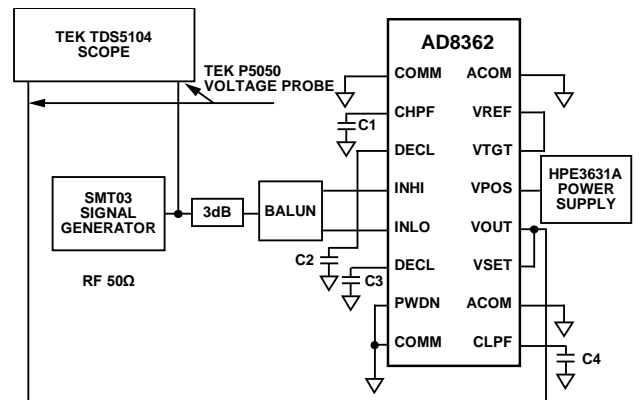 TEK TDS5104
SCOPE
TEK P5050
VOLTAGE PROBE
SMT03
SIGNAL
GENERATOR
3dB
BALUN
RF 50Ω
C1
C2
C3
AD8362
COMM
ACOM
CHPF
VREF
DECL
VTGT
INHI
VPOS
INLO
VOUT
DECL
VSET
PWDN
ACOM
COMM
CLPF
HPE3631A
POWER
SUPPLY
C4